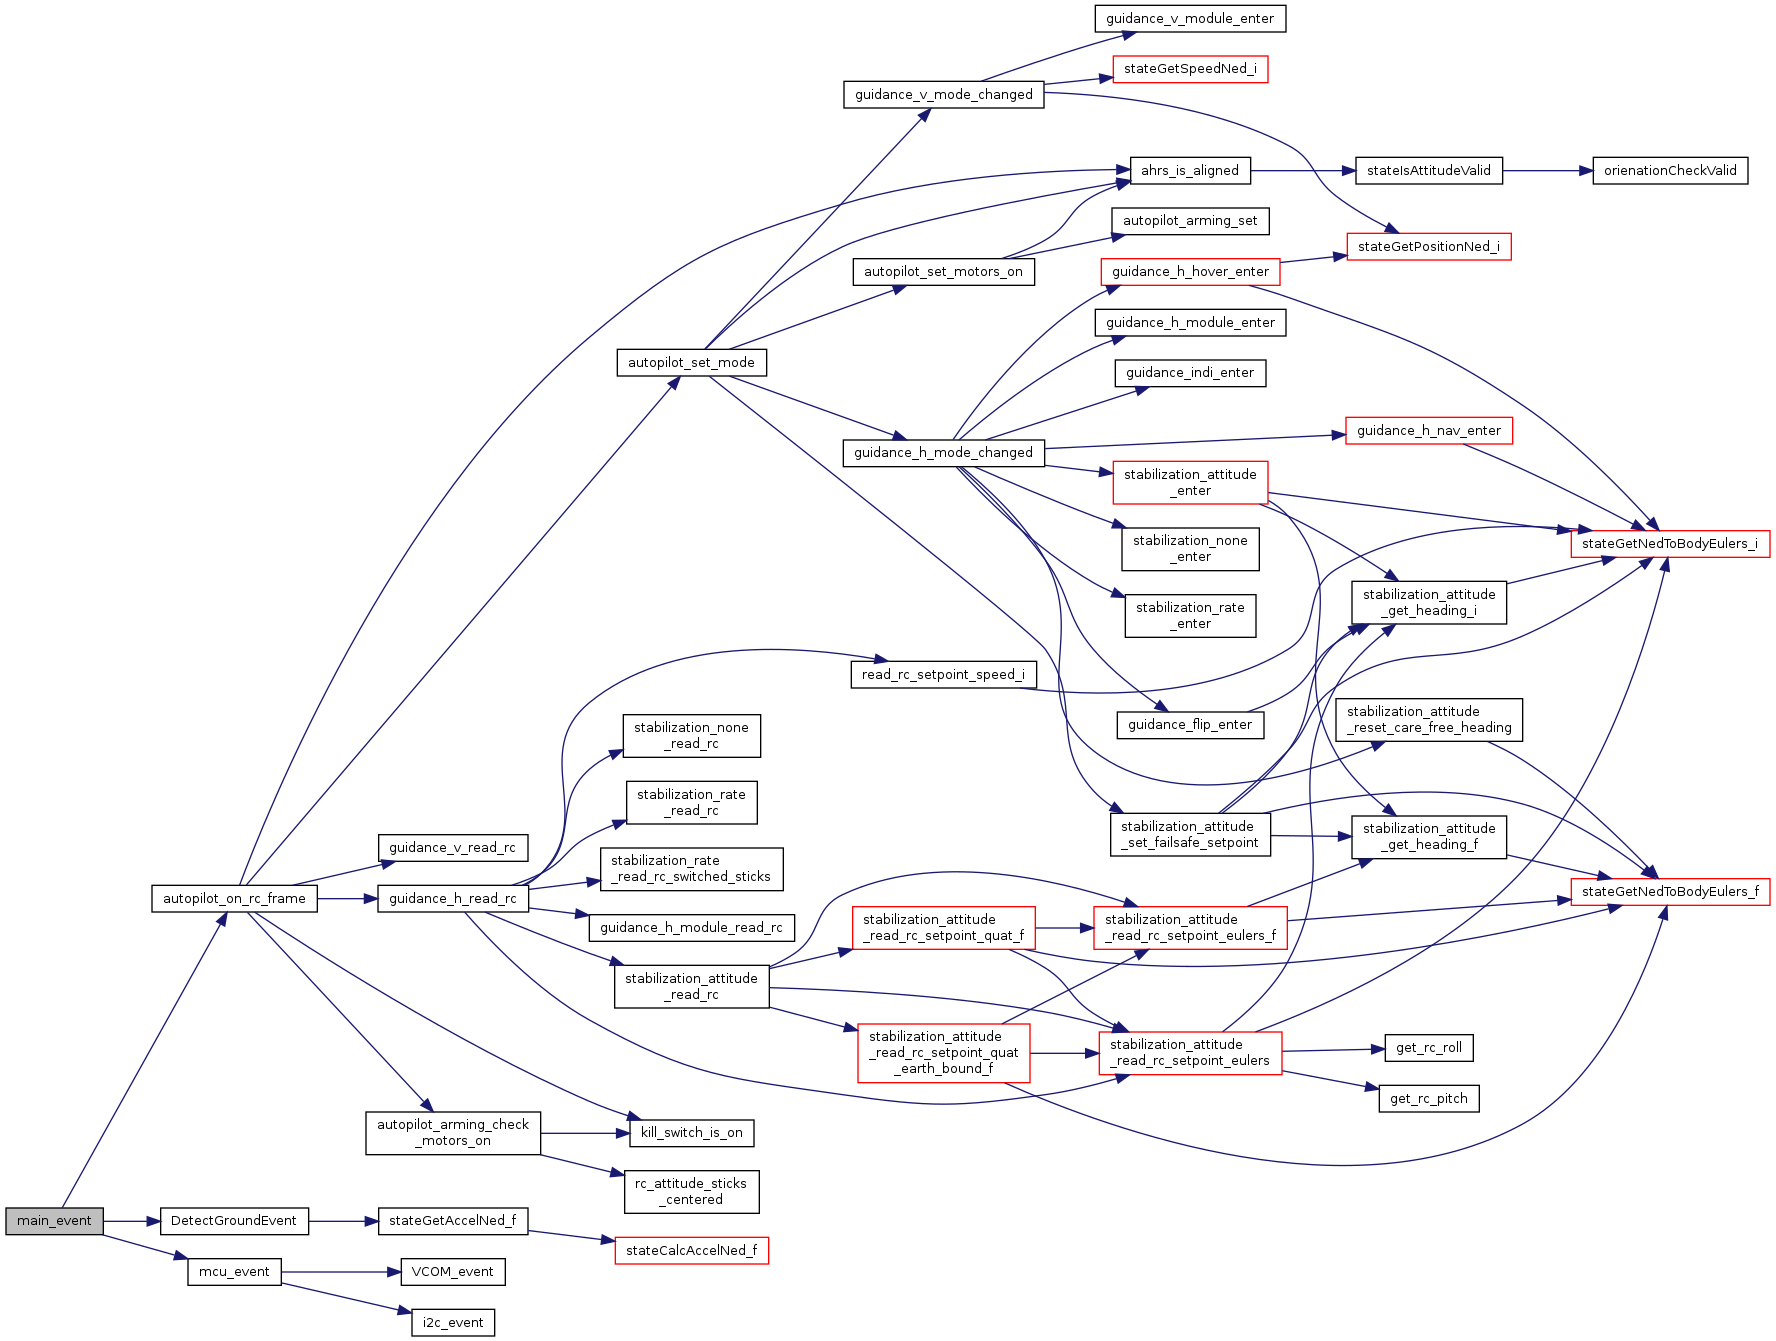 guidance_v_module_enter
stateGetSpeedNed_i
guidance_v_mode_changed
ahrs_is_aligned
stateIsAttitudeValid
orienationCheckValid
autopilot_arming_set
stateGetPositionNed_i
autopilot_set_motors_on
guidance_h_hover_enter
guidance_h_module_enter
autopilot_set_mode
guidance_indi_enter
guidance_h_nav_enter
guidance_h_mode_changed
stabilization_attitude
_enter
stabilization_none
_enter
stateGetNedToBodyEulers_i
stabilization_attitude
_get_heading_i
stabilization_rate
_enter
read_rc_setpoint_speed_i
stabilization_attitude
_reset_care_free_heading
guidance_flip_enter
stabilization_none
_read_rc
stabilization_rate
_read_rc
stabilization_attitude
_set_failsafe_setpoint
stabilization_attitude
_get_heading_f
guidance_v_read_rc
stabilization_rate
_read_rc_switched_sticks
stateGetNedToBodyEulers_f
autopilot_on_rc_frame
guidance_h_read_rc
guidance_h_module_read_rc
stabilization_attitude
_read_rc_setpoint_quat_f
stabilization_attitude
_read_rc_setpoint_eulers_f
stabilization_attitude
_read_rc
stabilization_attitude
_read_rc_setpoint_quat
_earth_bound_f
stabilization_attitude
_read_rc_setpoint_eulers
get_rc_roll
get_rc_pitch
autopilot_arming_check
_motors_on
kill_switch_is_on
rc_attitude_sticks
_centered
main_event
DetectGroundEvent
stateGetAccelNed_f
stateCalcAccelNed_f
mcu_event
VCOM_event
i2c_event